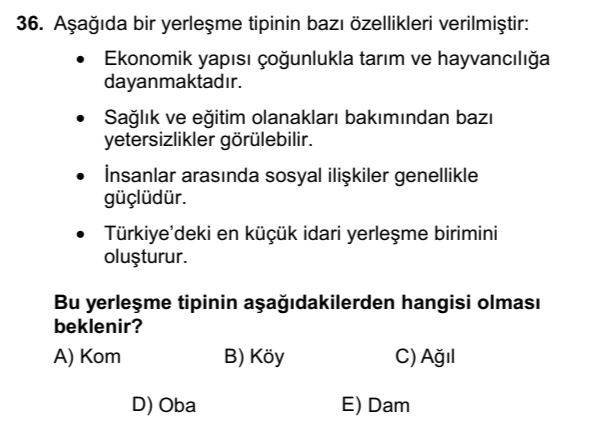 36. Aşağıda bir yerleşme tipinin bazı özellikleri verilmiştir:
• Ekonomik yapısı çoğunlukla tarım ve hayvancılığa
dayanmaktadır.
• Sağlık ve eğitim olanakları bakımından bazı
yetersizlikler görülebilir.
• İnsanlar arasında sosyal ilişkiler genellikle
güçlüdür.
• Türkiye’deki en küçük idari yerleşme birimini
oluşturur.
Bu yerleşme tipinin aşağıdakilerden hangisi olması
beklenir?
A) Kom B) Köy C) Ağıl
D) Oba E) Dam